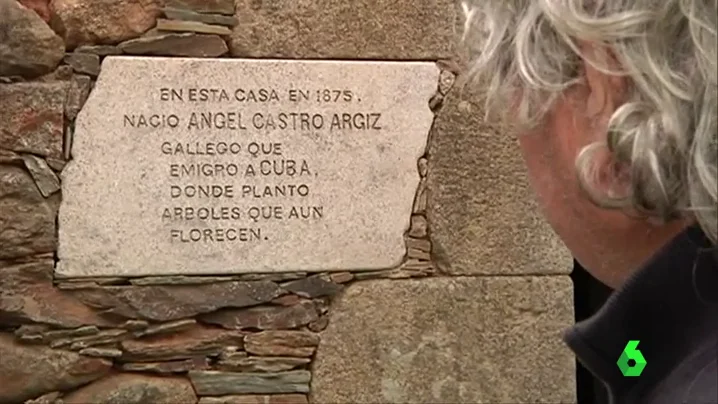 EN ESTA CASA EN 1875.
NACIO ANGEL CASTRO ARGIZ
GALLEGO QUE
EMIGRO A CUBA,
DONDE PLANTO
ARBOLES QUE AUN
FLORECEN.
6